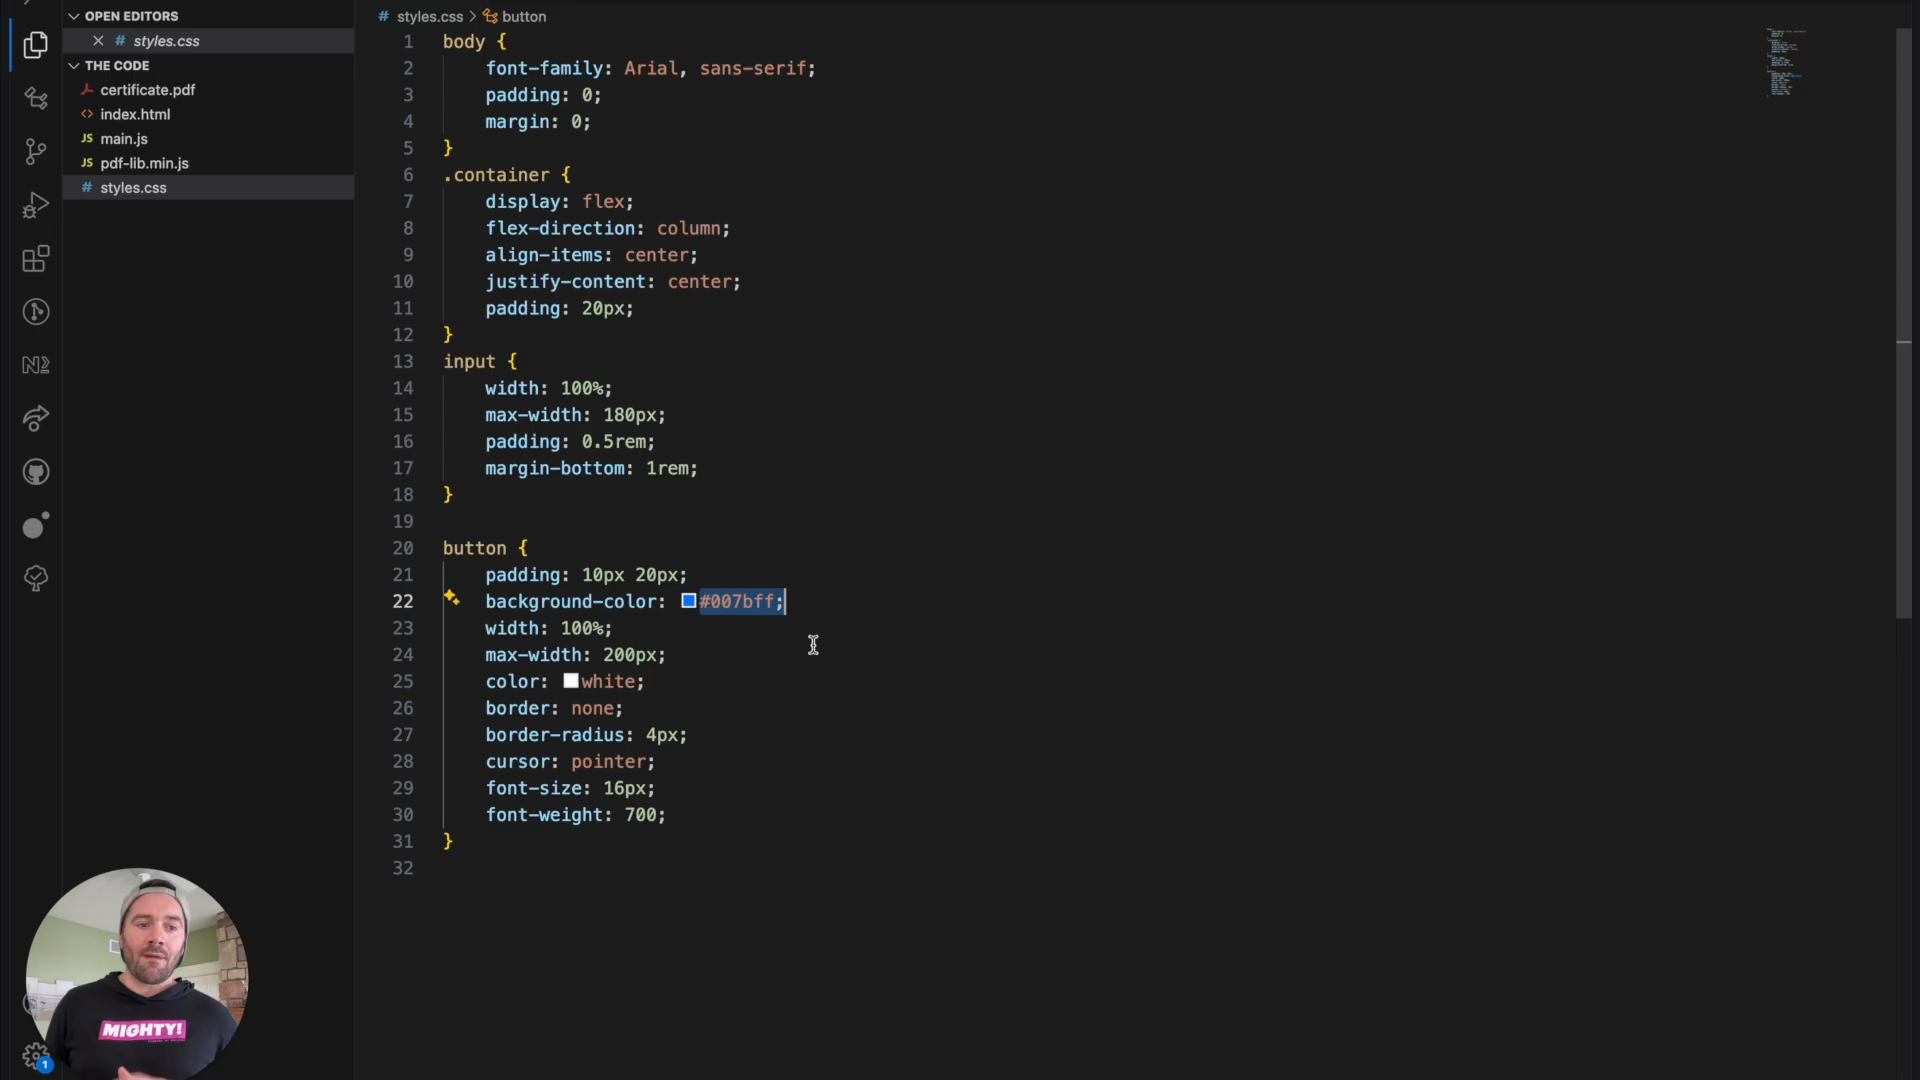 OPEN EDITORS
# styles.css
THE CODE
certificate.pdf
<> index.html
JS main.js
JS pdf-lib.min.js
# styles.css
# styles.css > button
1 body {
2 font-family: Arial, sans-serif;
3 padding: 0;
4 margin: 0;
5 }
6 .container {
7 display: flex;
8 flex-direction: column;
9 align-items: center;
10 justify-content: center;
11 padding: 20px;
12 }
13 input {
14 width: 100%;
15 max-width: 180px;
16 padding: 0.5rem;
17 margin-bottom: 1rem;
18 }
19
20 button {
21 padding: 10px 20px;
22 background-color: #007bff;
23 width: 100%;
24 max-width: 200px;
25 color: white;
26 border: none;
27 border-radius: 4px;
28 cursor: pointer;
29 font-size: 16px;
30 font-weight: 700;
31 }
32
MIGHTY!
1